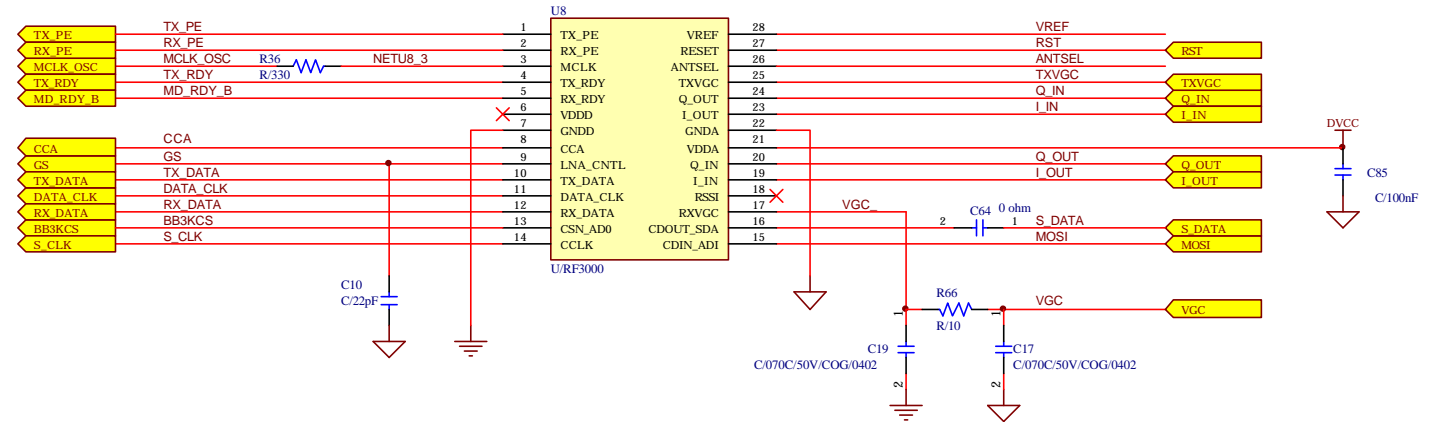 U8
TX_PE TX_PE 1 TX_PE VREF 28 VREF
RX_PE RX_PE 2 RX_PE RESET 27 RST RST
MCLK_OSC MCLK_OSC R36 R/330 NETU8_3 3 MCLK ANTSEL 26 ANTSEL
TX_RDY TX_RDY 4 TX_RDY TXVGC 25 TXVGC TXVGC
MD_RDY_B MD_RDY_B 5 RX_RDY Q_OUT 24 Q_IN Q_IN
6 VDDD I_OUT 23 I_IN I_IN
7 GNDD GNDA 22
DVCC
CCA CCA 8 CCA VDDA 21
GS GS 9 LNA_CNTL Q_IN 20 Q_OUT Q_OUT
TX_DATA TX_DATA 10 TX_DATA I_IN 19 I_OUT I_OUT
C85
C/100nF
DATA_CLK DATA_CLK 11 DATA_CLK RSSI 18
RX_DATA RX_DATA 12 RX_DATA RXVGC 17 VGC_
BB3KCS BB3KCS 13 CSN_AD0 CDOUT_SDA 16 2 C64 0 ohm 1 S_DATA S_DATA
S_CLK S_CLK 14 CCLK CDIN_ADI 15 MOSI MOSI
U/RF3000
C10
C/22pF
R66
R/10
VGC VGC
1 1
C19
C/070C/50V/COG/0402
2
C17
C/070C/50V/COG/0402
2